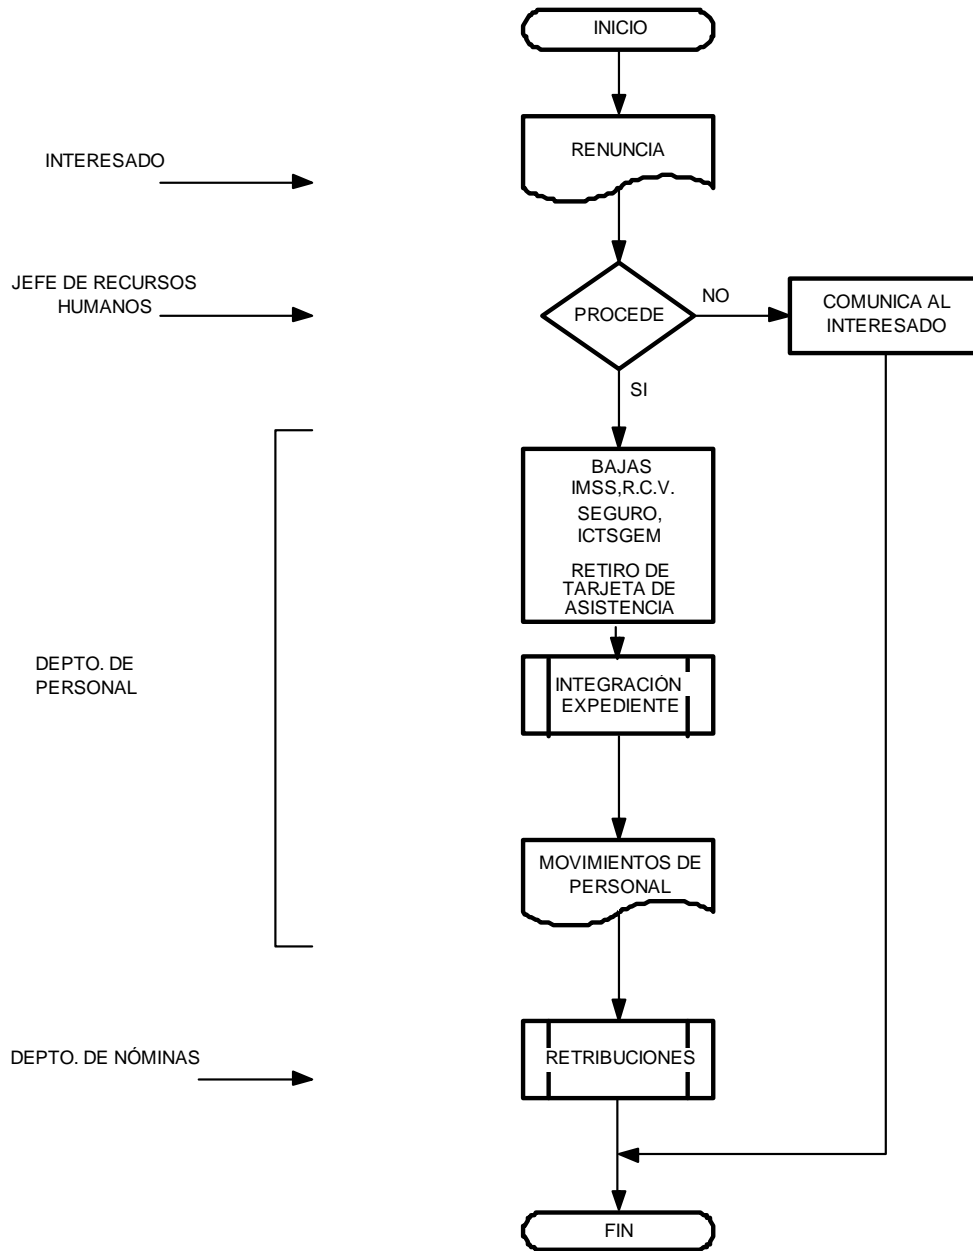 INICIO
RENUNCIA
INTERESADO
JEFE DE RECURSOS
HUMANOS
PROCEDE
NO
COMUNICA AL
INTERESADO
SI
BAJAS
IMSS,R.C.V.
SEGURO,
ICTSGEM
RETIRO DE
TARJETA DE
ASISTENCIA
DEPTO. DE
PERSONAL
INTEGRACIÓN
EXPEDIENTE
MOVIMIENTOS DE
PERSONAL
DEPTO. DE NÓMINAS
RETRIBUCIONES
FIN